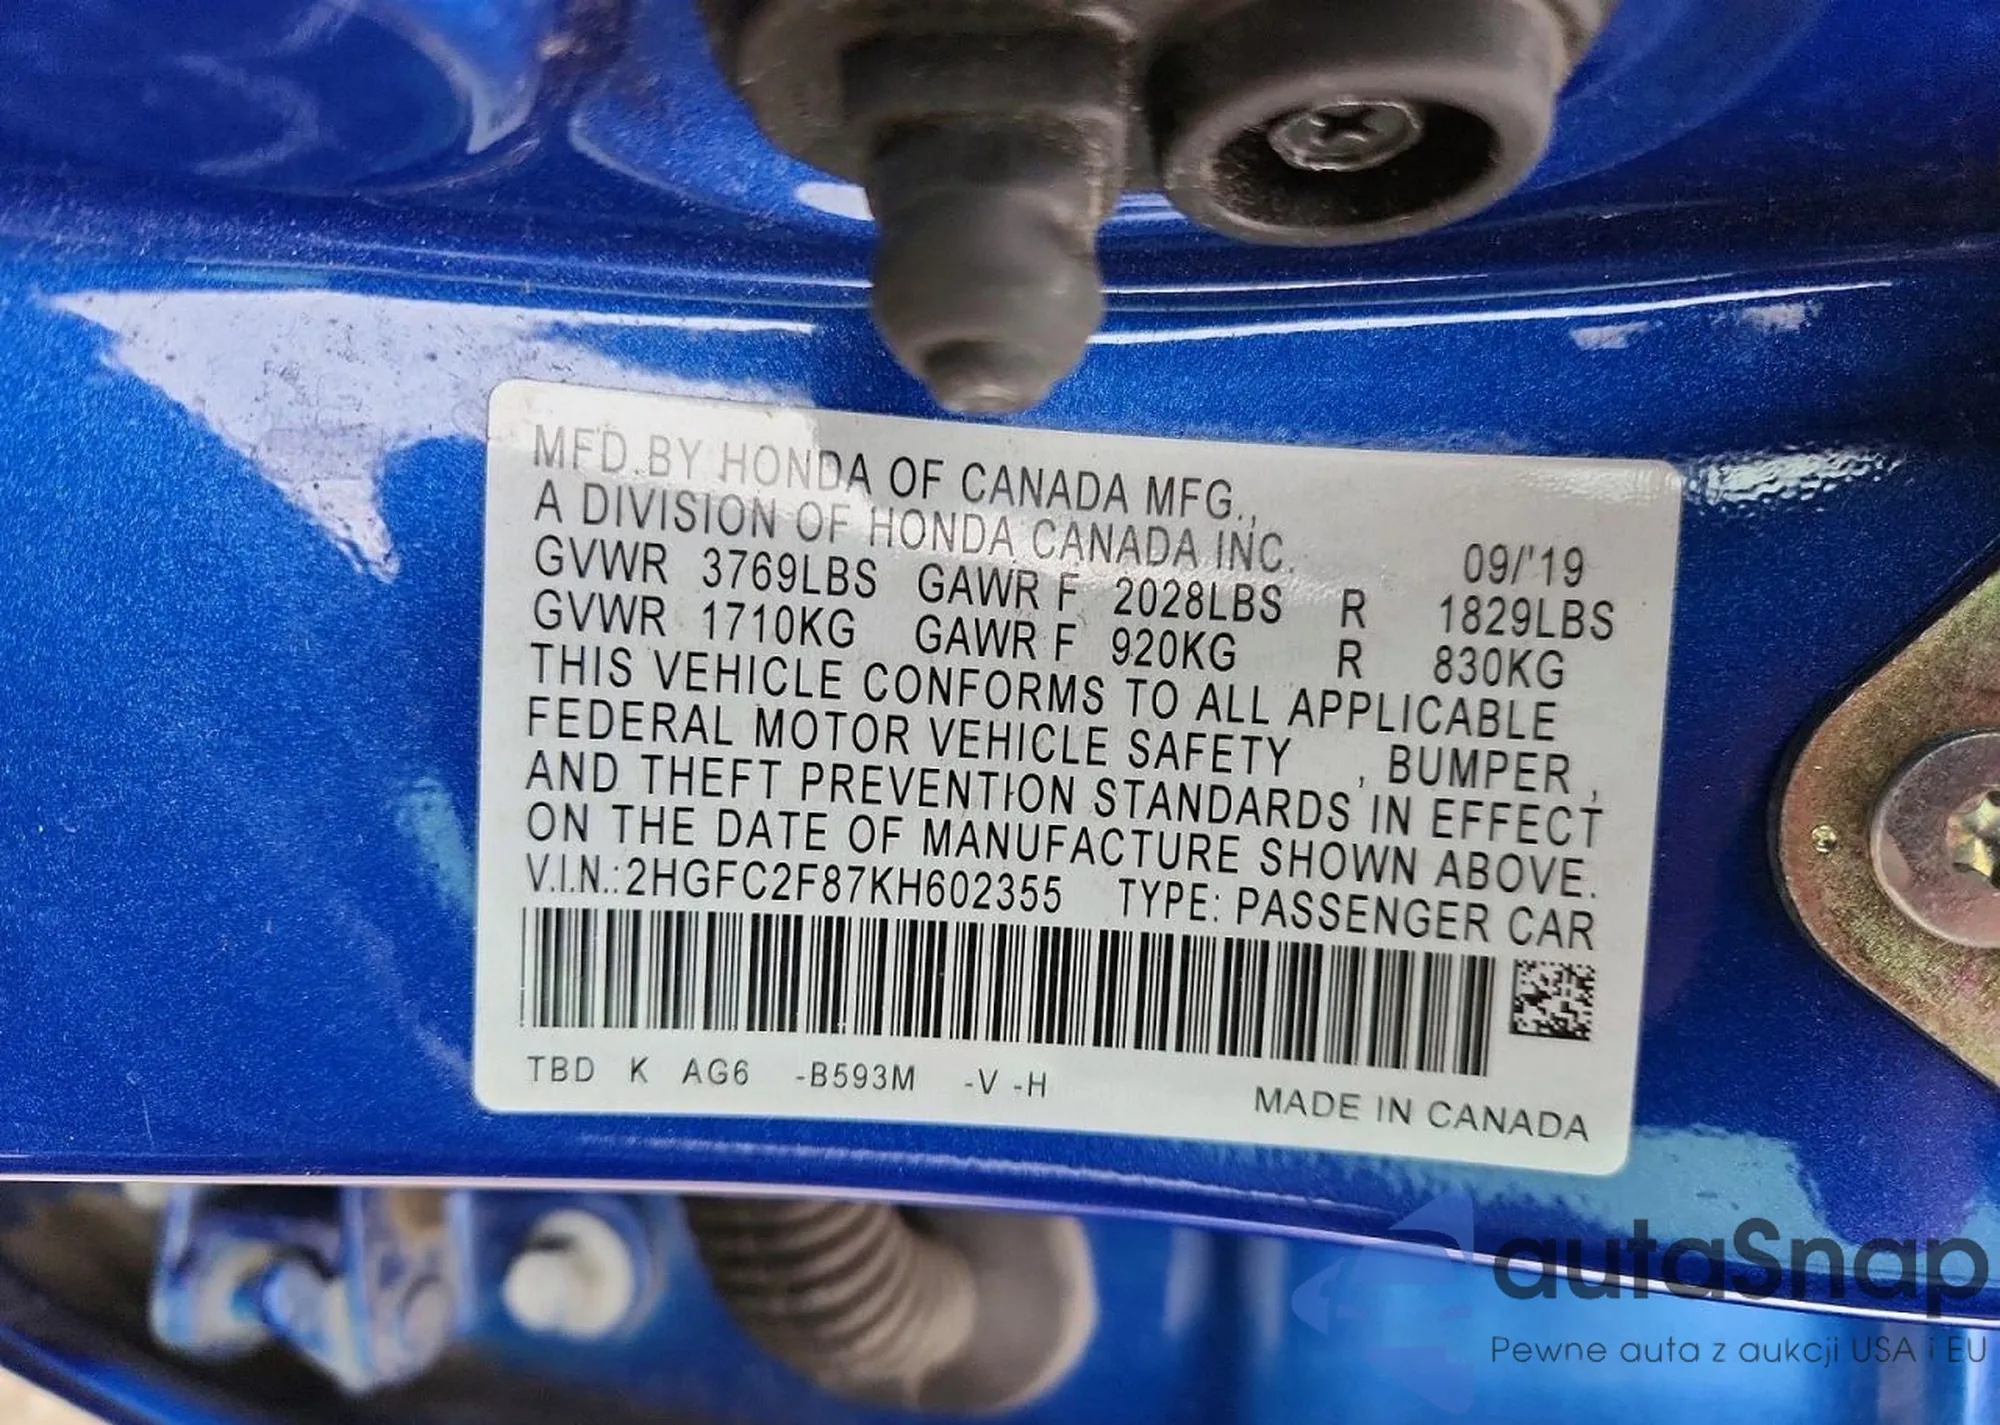 MFD.BY HONDA OF CANADA MFG.,
A DIVISION OF HONDA CANADA INC. 09/'19
GVWR 3769LBS GAWR F 2028LBS R 1829LBS
GVWR 1710KG GAWR F 920KG R 830KG
THIS VEHICLE CONFORMS TO ALL APPLICABLE
FEDERAL MOTOR VEHICLE SAFETY , BUMPER ,
AND THEFT PREVENTION STANDARDS IN EFFECT
ON THE DATE OF MANUFACTURE SHOWN ABOVE.
V.I.N.:2HGFC2F87KH602355 TYPE: PASSENGER CAR
TBD K AG6 -B593M -V -H
MADE IN CANADA
autaSnap
Pewne auta z aukcji USA i EU